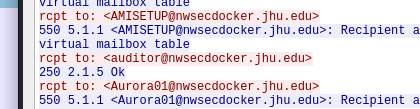 virtual mailbox table
rcpt to: <AMISETUP@nwsecdocker.jhu.edu>
550 5.1.1 <AMISETUP@nwsecdocker.jhu.edu>: Recipient a
virtual mailbox table
rcpt to: <auditor@nwsecdocker.jhu.edu>
250 2.1.5 Ok
rcpt to: <Aurora01@nwsecdocker.jhu.edu>
550 5.1.1 <Aurora01@nwsecdocker.jhu.edu>: Recipient a